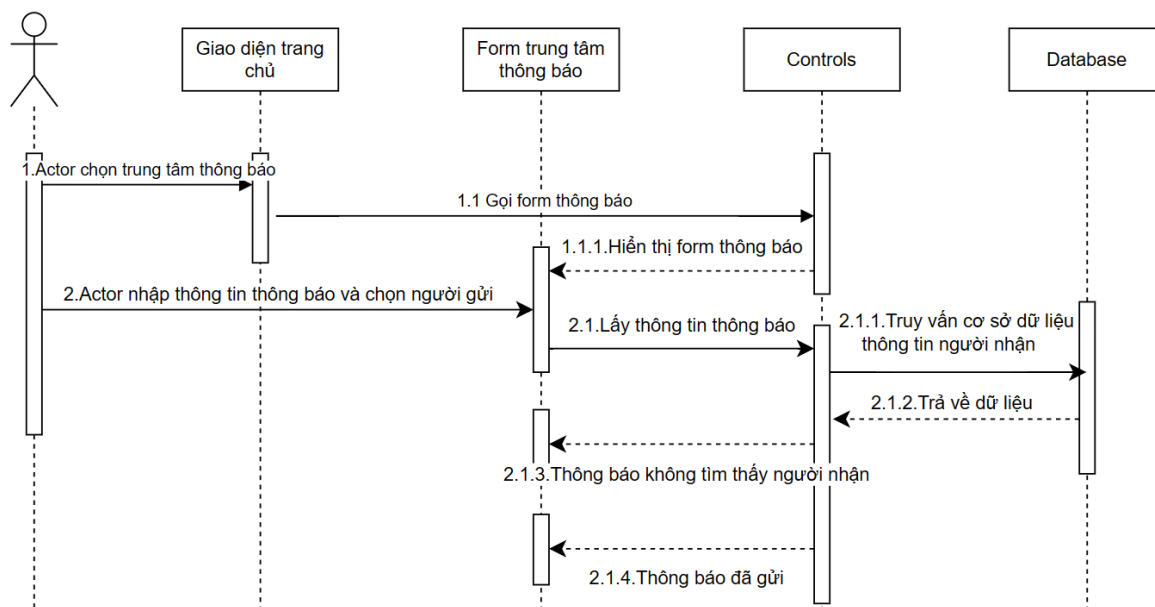 Giao diện trang
chủ
Form trung tâm
thông báo
Controls
Database
1.Actor chọn trung tâm thông báo
1.1 Gọi form thông báo
1.1.1.Hiển thị form thông báo
2.Actor nhập thông tin thông báo và chọn người gửi
2.1.Lấy thông tin thông báo
2.1.1.Truy vấn cơ sở dữ liệu
thông tin người nhận
2.1.2.Trả về dữ liệu
2.1.3.Thông báo không tìm thấy người nhận
2.1.4.Thông báo đã gửi